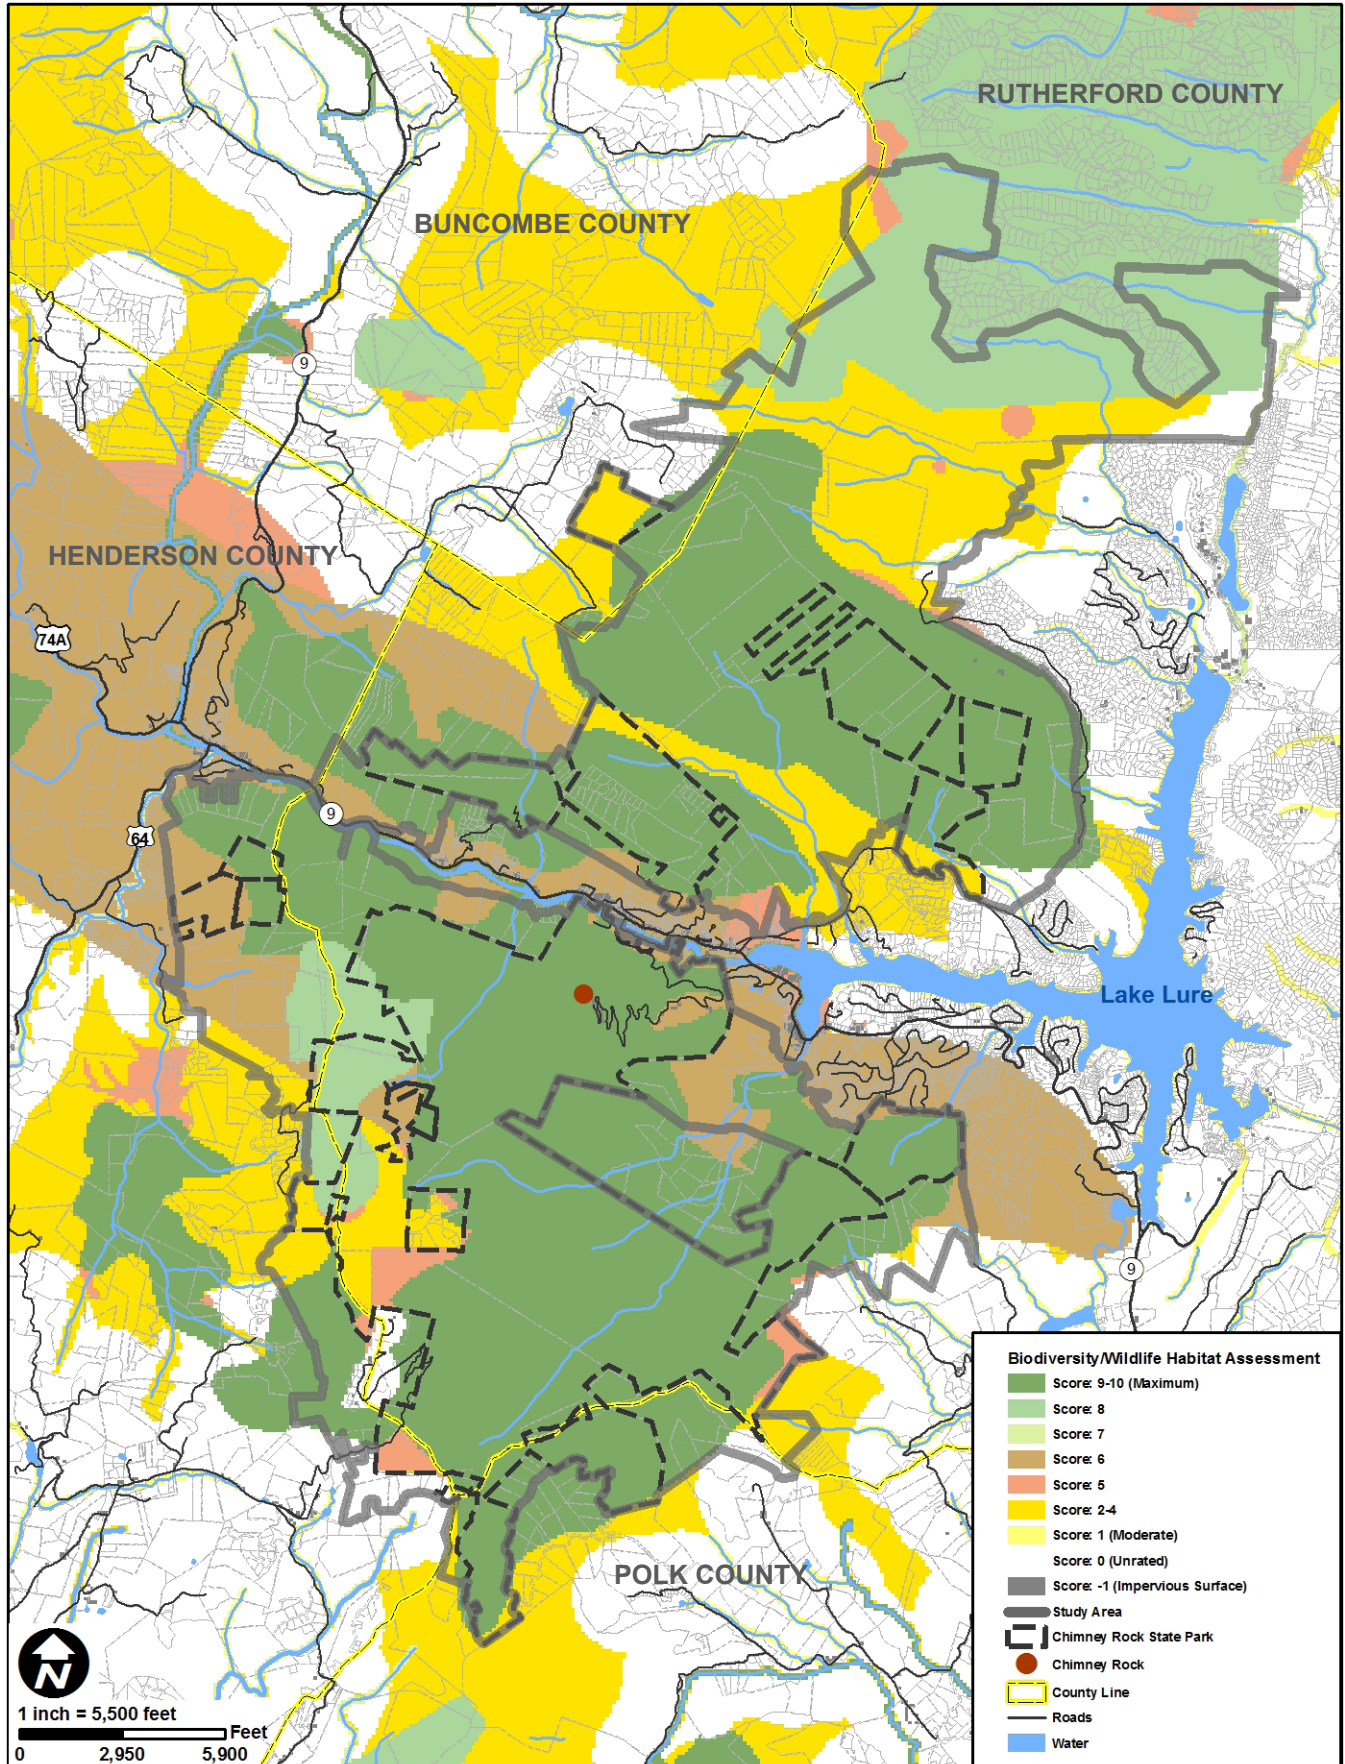 RUTHERFORD COUNTY
BUNCOMBE COUNTY
9
HENDERSON COUNTY
74A
9
64
Lake Lure
9
POLK COUNTY
Biodiversity/Wildlife Habitat Assessment
Score: 9-10 (Maximum)
Score: 8
Score: 7
Score: 6
Score: 5
Score: 2-4
Score: 1 (Moderate)
Score: 0 (Unrated)
Score: -1 (Impervious Surface)
Study Area
Chimney Rock State Park
Chimney Rock
County Line
Roads
Water
N
1 inch = 5,500 feet
Feet
0 2,950 5,900